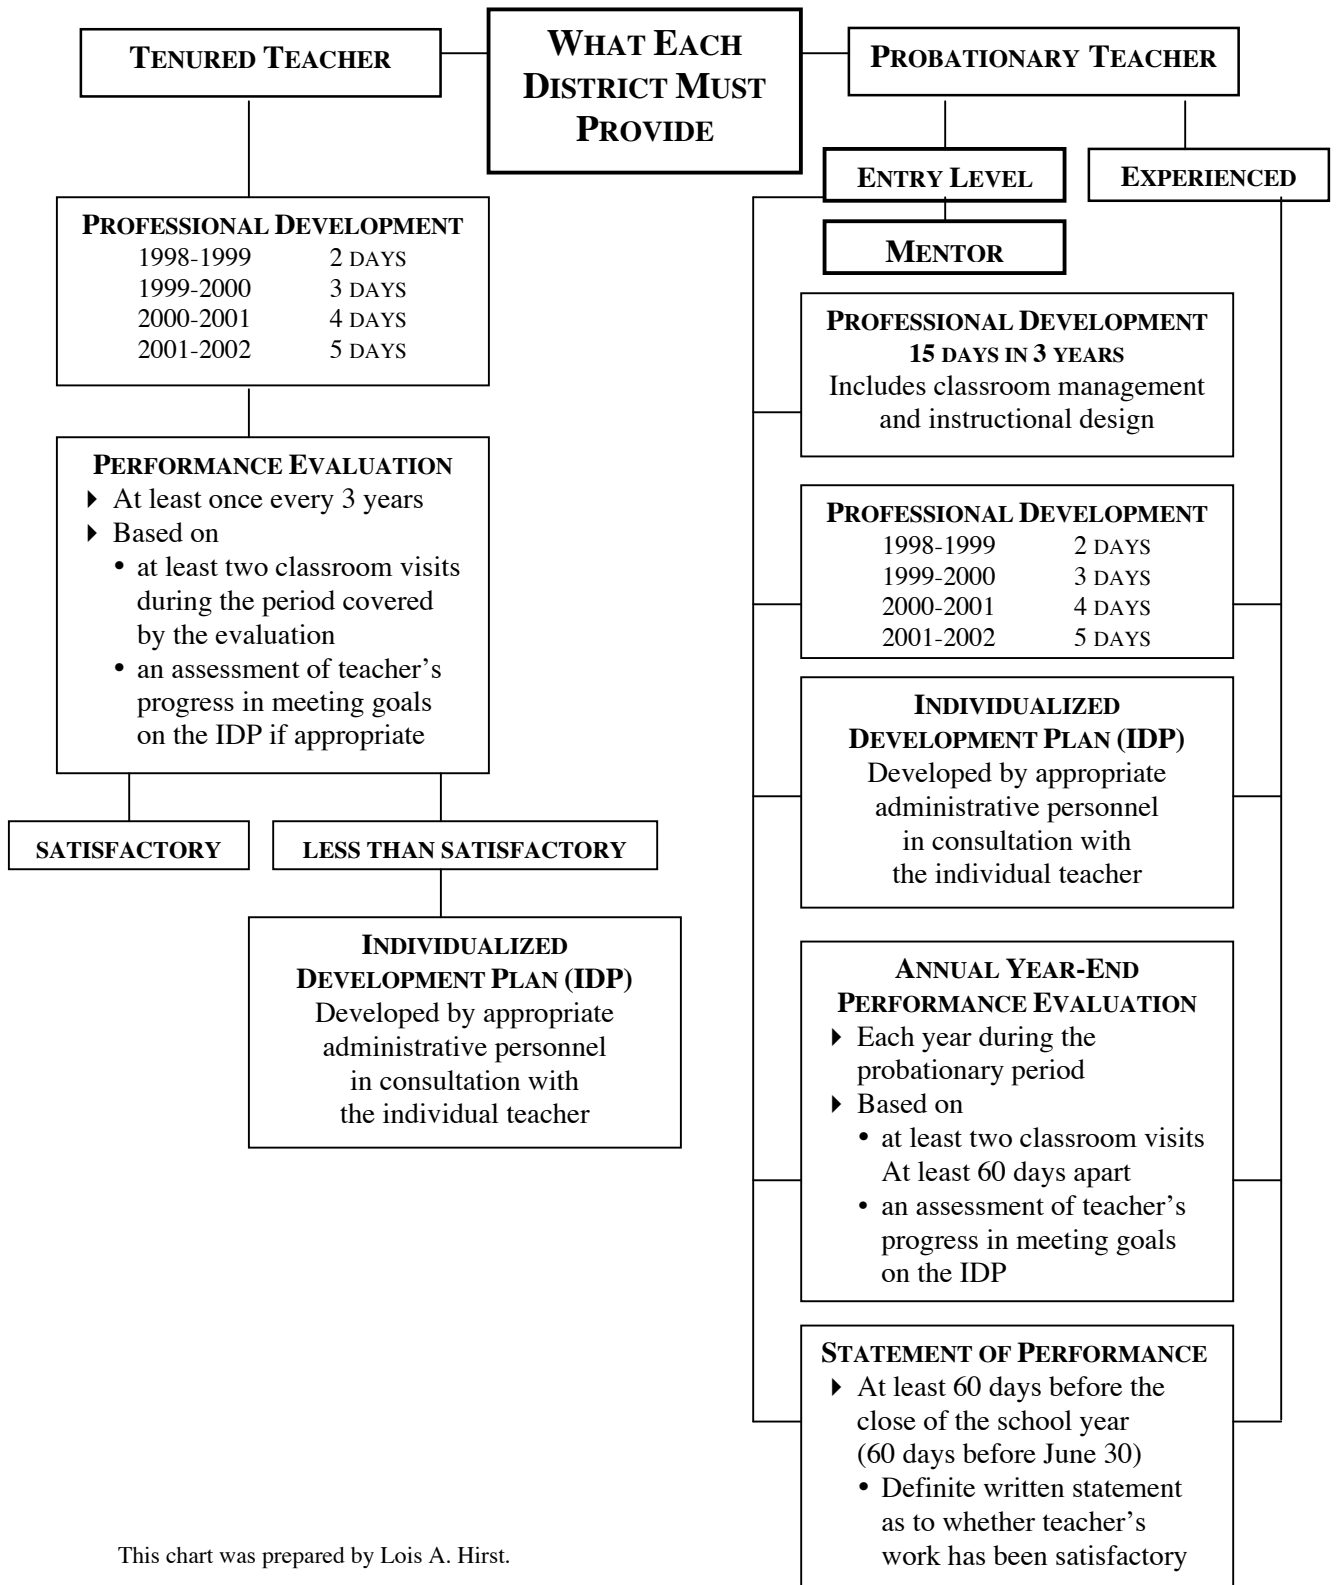 WHAT EACH
DISTRICT MUST
PROVIDE
TENURED TEACHER
PROFESSIONAL DEVELOPMENT
1998-1999 2 DAYS
1999-2000 3 DAYS
2000-2001 4 DAYS
2001-2002 5 DAYS
PERFORMANCE EVALUATION
▶ At least once every 3 years
▶ Based on
• at least two classroom visits
during the period covered
by the evaluation
• an assessment of teacher’s
progress in meeting goals
on the IDP if appropriate
SATISFACTORY
LESS THAN SATISFACTORY
INDIVIDUALIZED
DEVELOPMENT PLAN (IDP)
Developed by appropriate
administrative personnel
in consultation with
the individual teacher
PROBATIONARY TEACHER
ENTRY LEVEL
EXPERIENCED
MENTOR
PROFESSIONAL DEVELOPMENT
15 DAYS IN 3 YEARS
Includes classroom management
and instructional design
PROFESSIONAL DEVELOPMENT
1998-1999 2 DAYS
1999-2000 3 DAYS
2000-2001 4 DAYS
2001-2002 5 DAYS
INDIVIDUALIZED
DEVELOPMENT PLAN (IDP)
Developed by appropriate
administrative personnel
in consultation with
the individual teacher
ANNUAL YEAR-END
PERFORMANCE EVALUATION
▶ Each year during the
probationary period
▶ Based on
• at least two classroom visits
At least 60 days apart
• an assessment of teacher’s
progress in meeting goals
on the IDP
STATEMENT OF PERFORMANCE
▶ At least 60 days before the
close of the school year
(60 days before June 30)
• Definite written statement
as to whether teacher’s
work has been satisfactory
This chart was prepared by Lois A. Hirst.